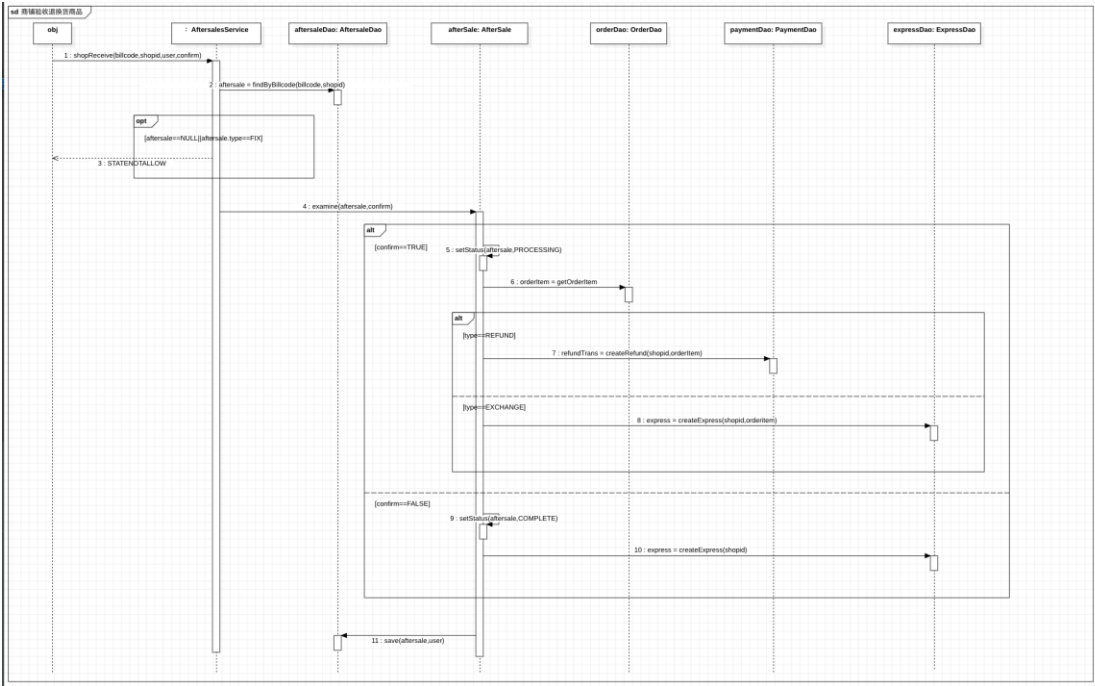 sd 商铺验收退换货商品
obj
: AftersalesService
aftersaleDao: AftersaleDao
afterSale: AfterSale
orderDao: OrderDao
paymentDao: PaymentDao
expressDao: ExpressDao
1 : shopReceive(billcode,shopid,user,confirm)
2 : aftersale = findByBillcode(billcode,shopid)
opt
[aftersale==NULL||aftersale.type==FIX]
3 : STATENOTALLOW
4 : examine(aftersale,confirm)
alt
[confirm==TRUE]
5 : setStatus(aftersale,PROCESSING)
6 : orderItem = getOrderItem
alt
[type==REFUND]
7 : refundTrans = createRefund(shopid,orderItem)
[type==EXCHANGE]
8 : express = createExpress(shopid,orderitem)
[confirm==FALSE]
9 : setStatus(aftersale,COMPLETE)
10 : express = createExpress(shopid)
11 : save(aftersale,user)